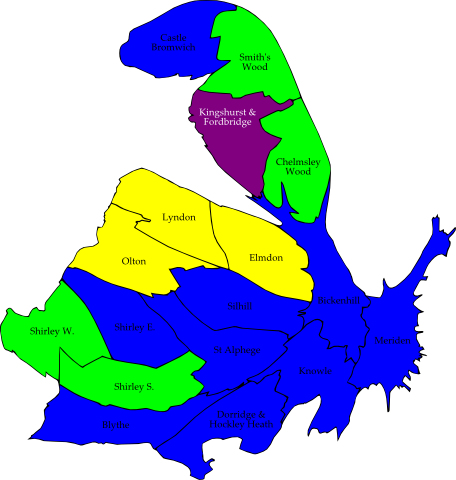 Castle
Bromwich
Smith's
Wood
Kingshurst &
Fordbridge
Chelmsley
Wood
Lyndon
Elmdon
Olton
Silhill
Bickenhill
Shirley W.
Shirley E.
Meriden
St Alphege
Knowle
Shirley S.
Dorridge &
Hockley Heath
Blythe